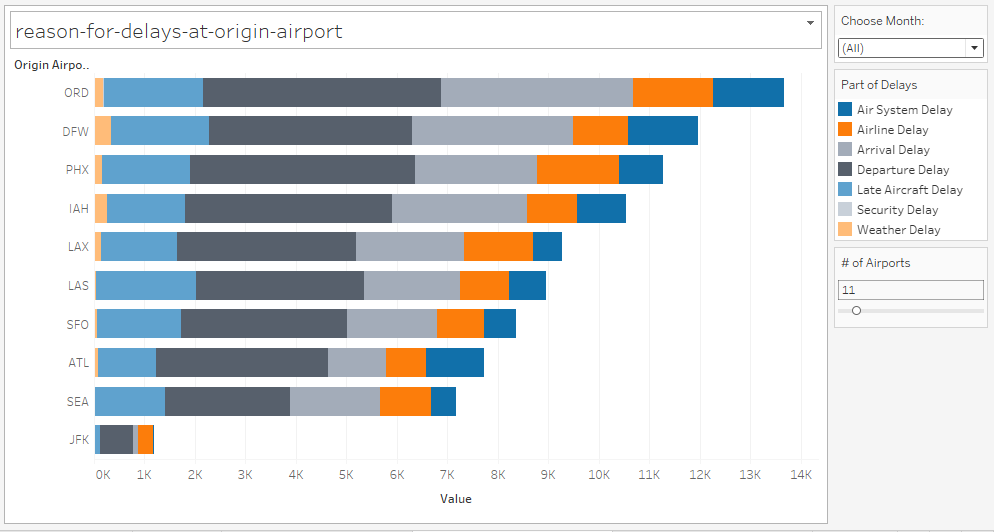 reason-for-delays-at-origin-airport
Origin Airpo..
ORD
DFW
PHX
IAH
LAX
LAS
SFO
ATL
SEA
JFK
0K 1K 2K 3K 4K 5K 6K 7K 8K 9K 10K 11K 12K 13K 14K
Value
Choose Month:
(All)
Part of Delays
Air System Delay
Airline Delay
Arrival Delay
Departure Delay
Late Aircraft Delay
Security Delay
Weather Delay
# of Airports
11